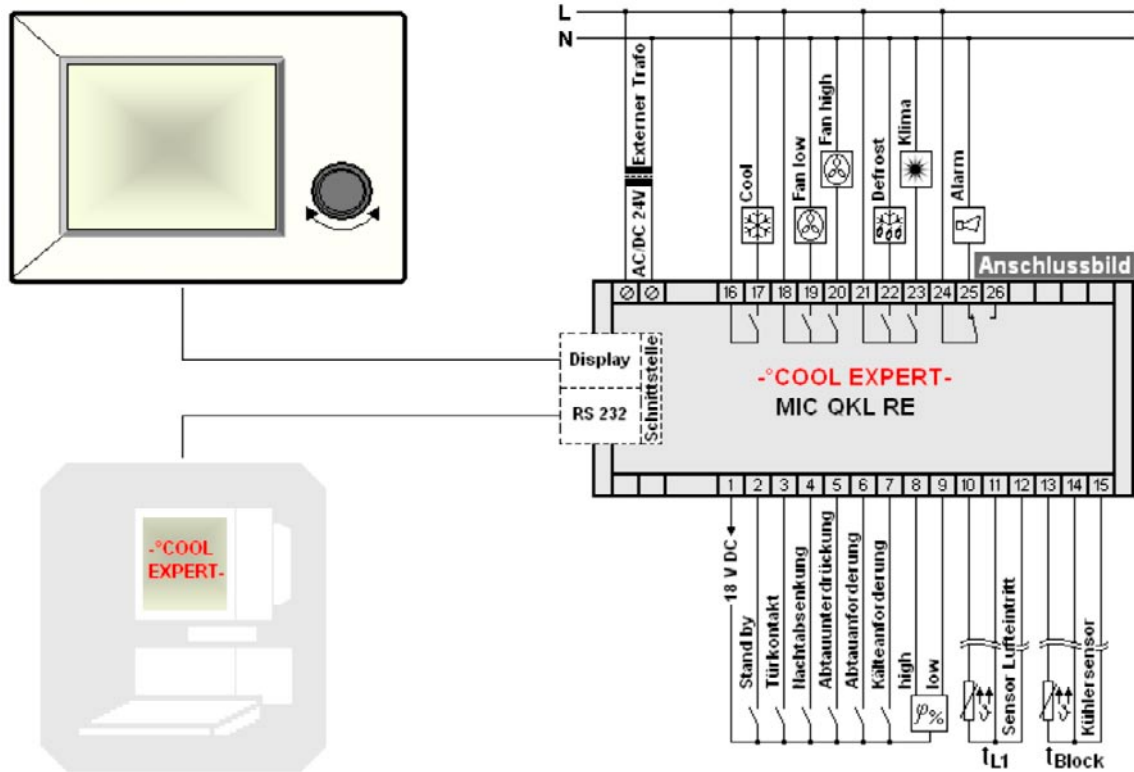 L
N
Externer Trafo
AC/DC 24V
Cool
Fan low
Fan high
Defrost
Klima
Alarm
Anschlussbild
16 17 18 19 20 21 22 23 24 25 26
Display
RS 232
Schnittstelle
-°COOL EXPERT-
MIC QKL RE
1 2 3 4 5 6 7 8 9 10 11 12 13 14 15
-°COOL
EXPERT-
18 V DC
Stand by
Türkontakt
Nachtabsenkung
Abtauunterdrückung
Abtauanforderung
Kälteanforderung
high
low
φ%
Sensor Lufteintritt
Kühlersensor
tL1
tBlock